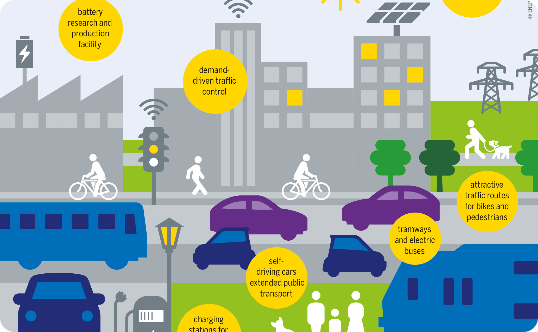 battery
research and
production
facility
demand-
driven traffic
control
attractive
traffic routes
for bikes and
pedestrians
tramways
and electric
buses
self-
driving cars
extended public
transport
charging
stations for